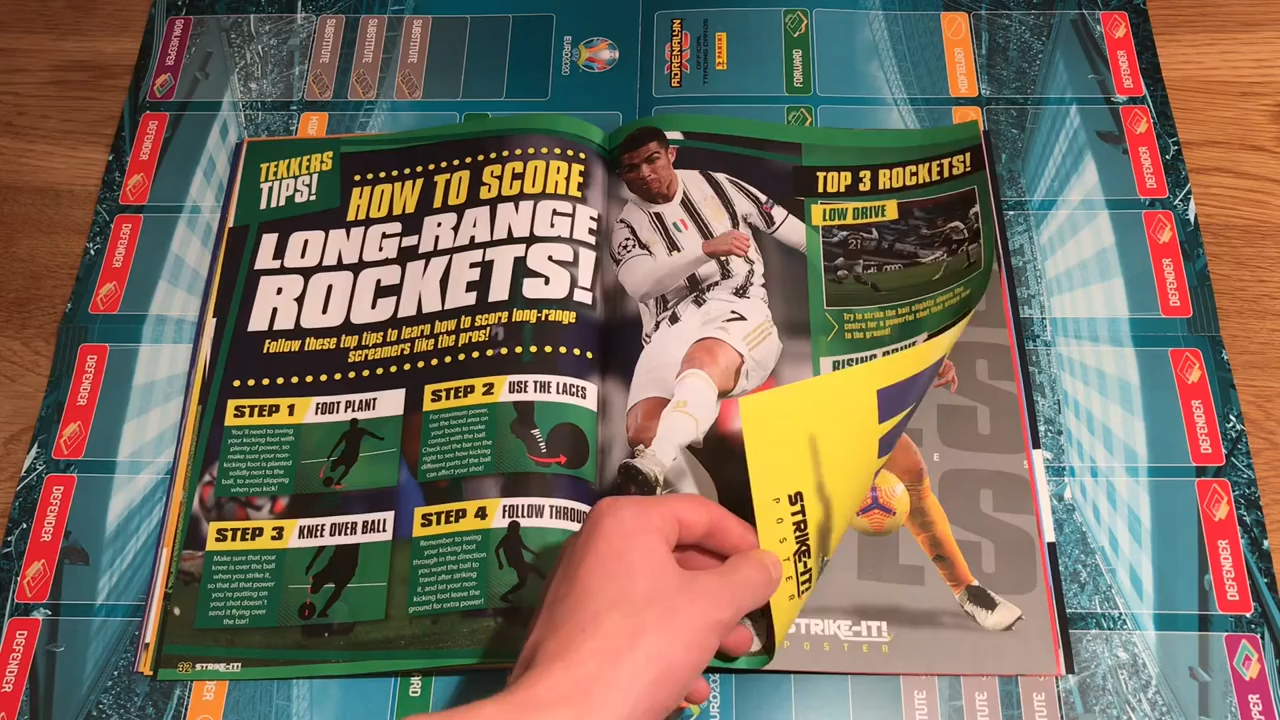 GOALKEEPER
SUBSTITUTE
SUBSTITUTE
SUBSTITUTE
EURO2020
ADRENALYN
XL
OFFICIAL
TRADING CARDS
PANINI
FORWARD
MIDFIELDER
DEFENDER
DEFENDER
DEFENDER
DEFENDER
DEFENDER
DEFENDER
DEFENDER
DEFENDER
DEFENDER
DEFENDER
TEKKERS
TIPS!
HOW TO SCORE
LONG-RANGE
ROCKETS!
Follow these top tips to learn how to score long-range
screamers like the pros!
STEP 1 FOOT PLANT
You'll need to swing
your kicking foot with
plenty of power, so
make sure your non-
kicking foot is planted
solidly next to the
ball, to avoid slipping
when you kick!
STEP 2 USE THE LACES
For maximum power,
use the laced area on
your boots to make
contact with the ball.
Check out the bar on the
right to see how kicking
different parts of the
ball can affect your shot!
STEP 3 KNEE OVER BALL
Make sure that your
knee is over the ball
when you strike it,
so that all that power
you're putting on
your shot doesn't
send it flying over
the bar!
STEP 4 FOLLOW THROU
Remember to swing
your kicking foot
through in the direction
you want the ball to
travel after striking
it, and let your non-
kicking foot leave the
ground for extra power!
32 STRIKE-IT!
7
TOP 3 ROCKETS!
LOW DRIVE
21
Try to strike the ball slightly above the
centre for a powerful shot that stays low
to the ground!
RISING DRIVE
STRIKE-IT!
POSTER
E S
STRIKE-IT!
POSTER